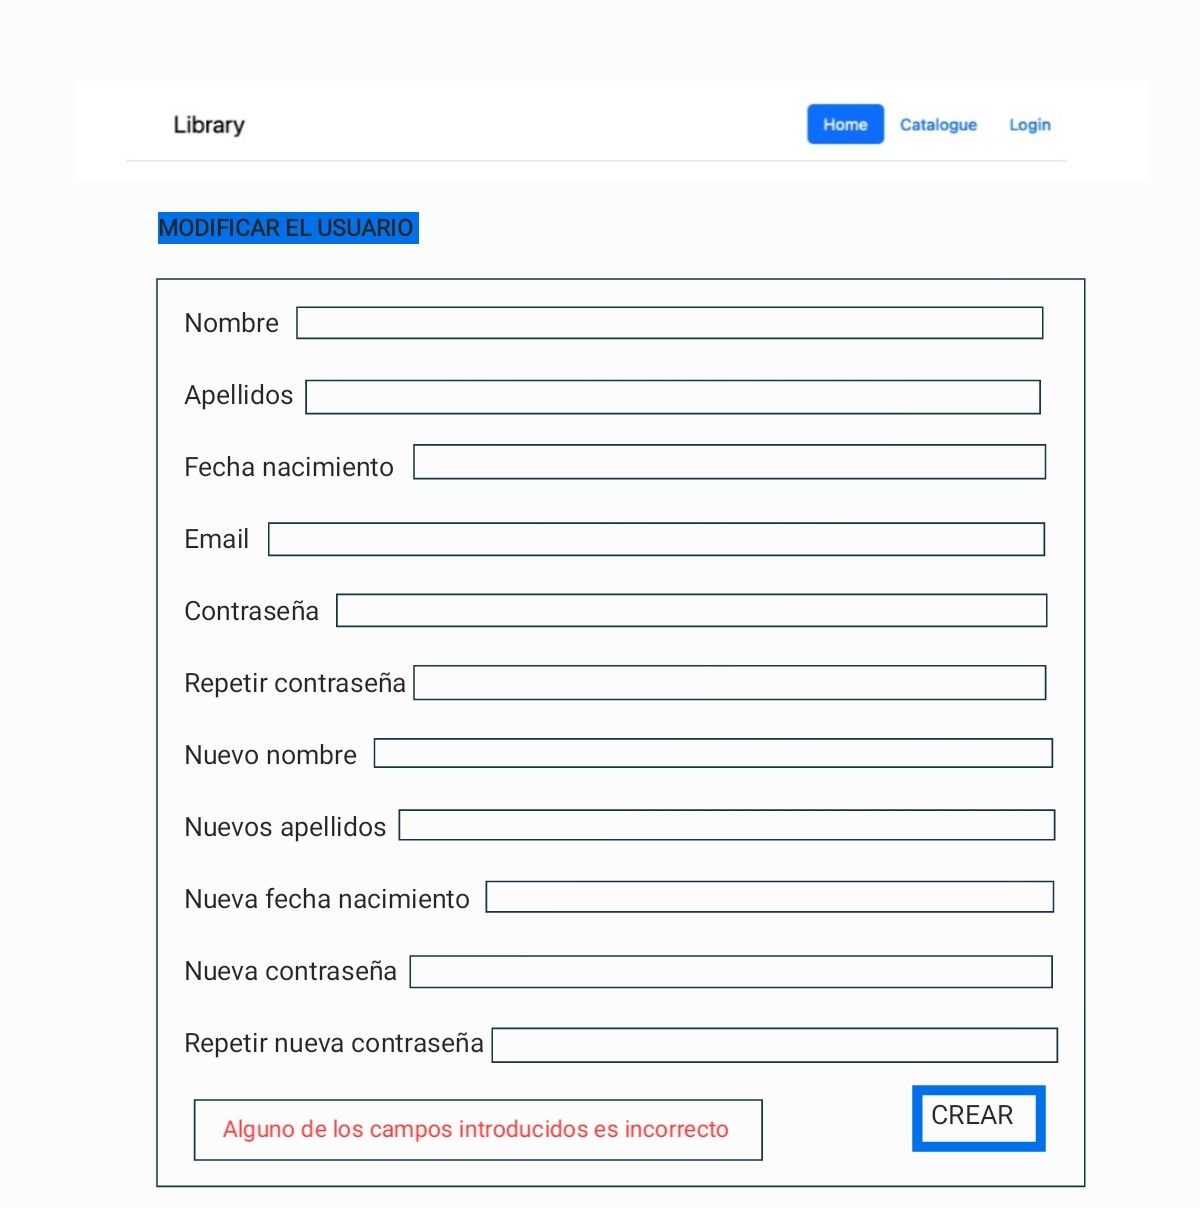 Library Home Catalogue Login
MODIFICAR EL USUARIO
Nombre
Apellidos
Fecha nacimiento
Email
Contraseña
Repetir contraseña
Nuevo nombre
Nuevos apellidos
Nueva fecha nacimiento
Nueva contraseña
Repetir nueva contraseña
Alguno de los campos introducidos es incorrecto
CREAR